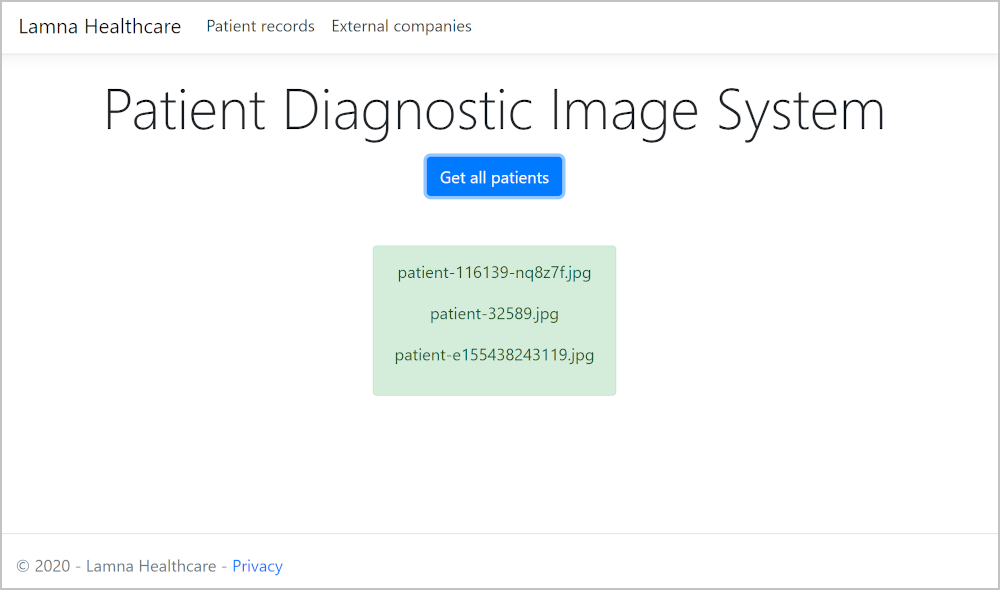 Lamna Healthcare Patient records External companies
Patient Diagnostic Image System
Get all patients
patient-116139-nq8z7f.jpg
patient-32589.jpg
patient-e155438243119.jpg
© 2020 - Lamna Healthcare - Privacy